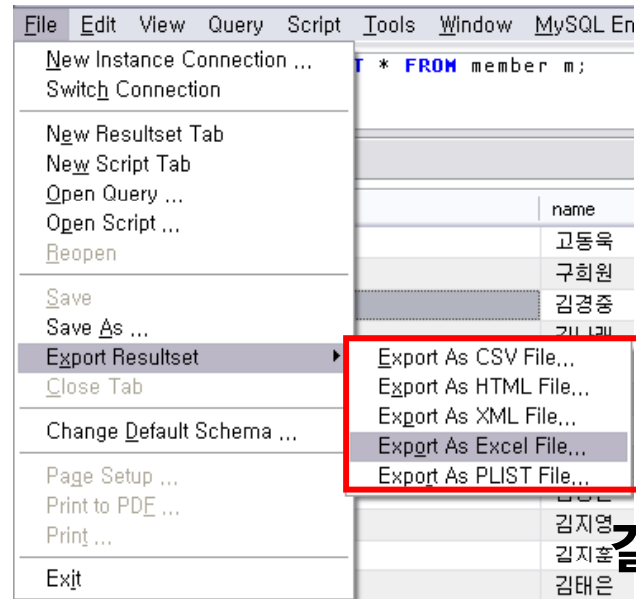 File Edit View Query Script Tools Window MySQL En
New Instance Connection ...
Switch Connection
New Resultset Tab
New Script Tab
Open Query ...
Open Script ...
Reopen
Save
Save As ...
Export Resultset
Close Tab
Change Default Schema ...
Page Setup ...
Print to PDF ...
Print ...
Exit
Export As CSV File...
Export As HTML File...
Export As XML File...
Export As Excel File...
Export As PLIST File...
T * FROM member m;
name
고동욱
구희원
김경중
김지영
김지훈
김태은